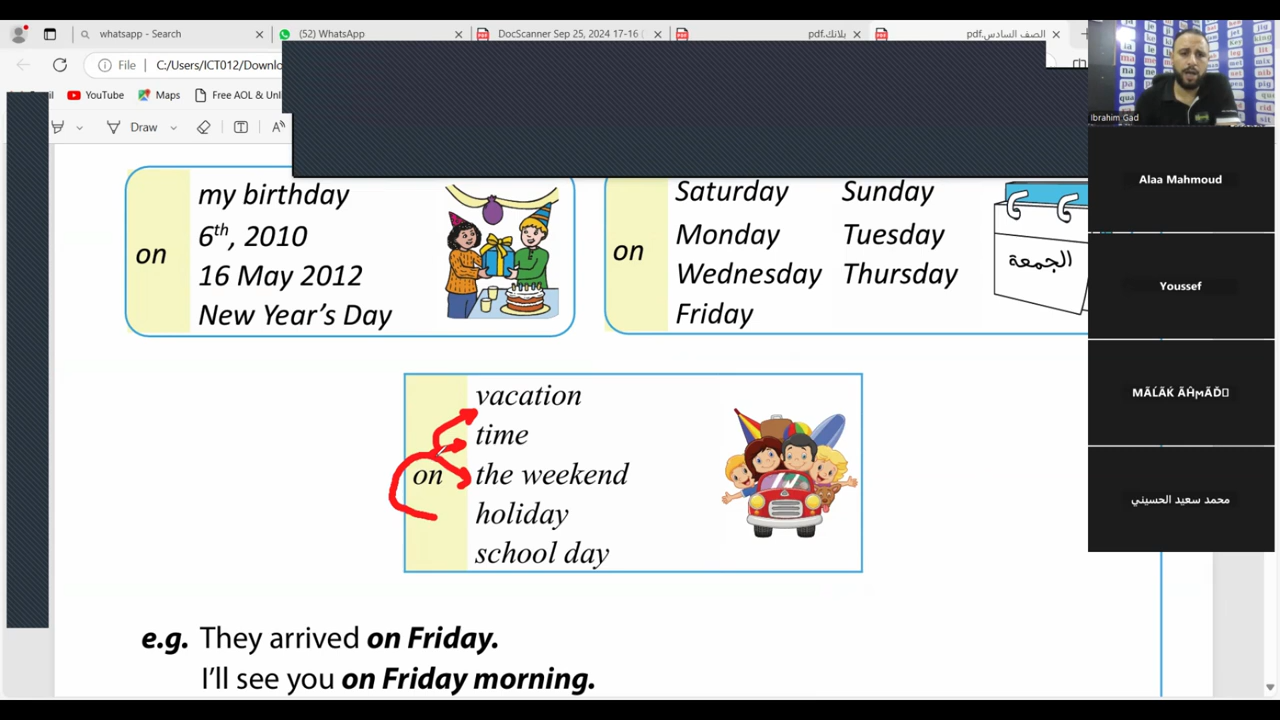 whatsapp - Search
(52) WhatsApp
DocScanner Sep 25, 2024 17-16 (
بلانك.pdf
الصف السادس.pdf
File
C:/Users/ICT012/Downlo
YouTube
Maps
Free AOL & Unl
Draw
Ibrahim Gad
Alaa Mahmoud
Youssef
محمد سعيد الحسيني
on
my birthday
6th, 2010
16 May 2012
New Year's Day
on
Saturday Sunday
Monday Tuesday
Wednesday Thursday
Friday
الجمعة
on
vacation
time
the weekend
holiday
school day
e.g. They arrived on Friday.
I'll see you on Friday morning.